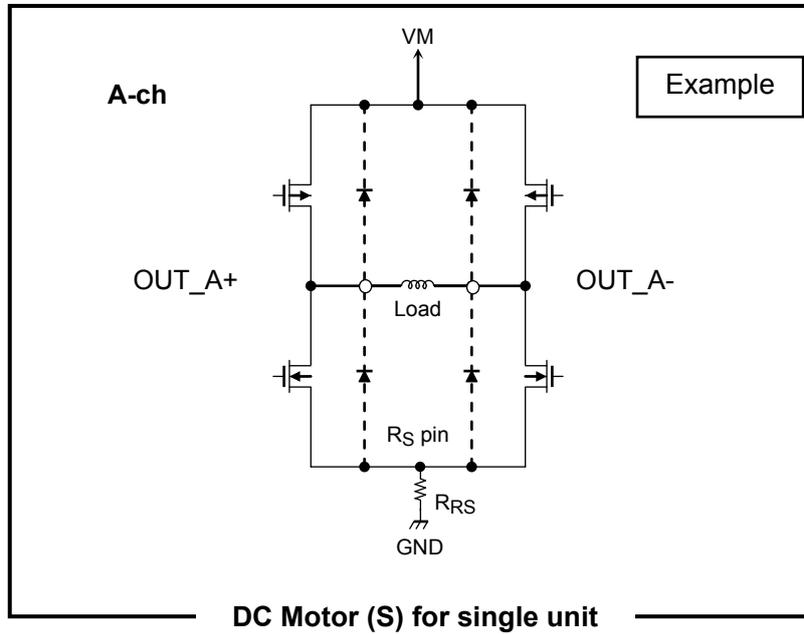 VM
A-ch
Example
OUT_A+
OUT_A-
Load
RS pin
RRS
GND
DC Motor (S) for single unit